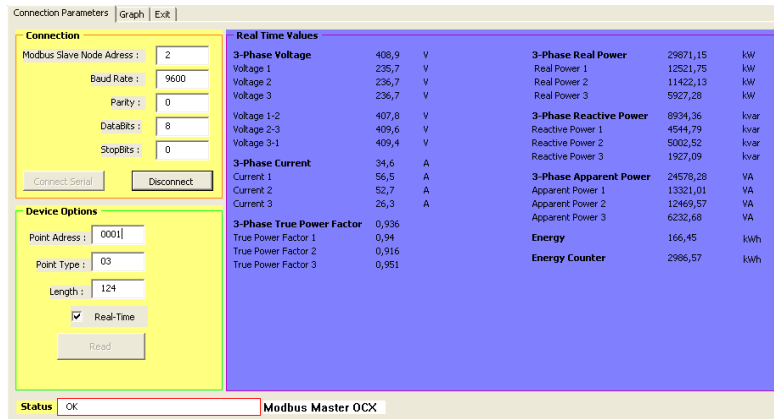 Connection Parameters Graph Exit
Connection
Modbus Slave Node Adress : 2
Baud Rate : 9600
Parity : 0
DataBits : 8
StopBits : 0
Connect Serial Disconnect
Device Options
Point Adress : 0001
Point Type : 03
Length : 124
Real-Time
Read
Real Time Values
3-Phase Voltage 408,9 V
Voltage 1 235,7 V
Voltage 2 236,7 V
Voltage 3 236,7 V
Voltage 1-2 407,8 V
Voltage 2-3 409,6 V
Voltage 3-1 409,4 V
3-Phase Current 34,6 A
Current 1 56,5 A
Current 2 52,7 A
Current 3 26,3 A
3-Phase True Power Factor 0,936
True Power Factor 1 0,94
True Power Factor 2 0,916
True Power Factor 3 0,951
3-Phase Real Power 29871,15 kW
Real Power 1 12521,75 kW
Real Power 2 11422,13 kW
Real Power 3 5927,28 kW
3-Phase Reactive Power 8934,36 kvar
Reactive Power 1 4544,79 kvar
Reactive Power 2 5002,52 kvar
Reactive Power 3 1927,09 kvar
3-Phase Apparent Power 24578,28 VA
Apparent Power 1 13321,01 VA
Apparent Power 2 12469,57 VA
Apparent Power 3 6232,68 VA
Energy 166,45 kWh
Energy Counter 2986,57 kWh
Status OK Modbus Master OCX